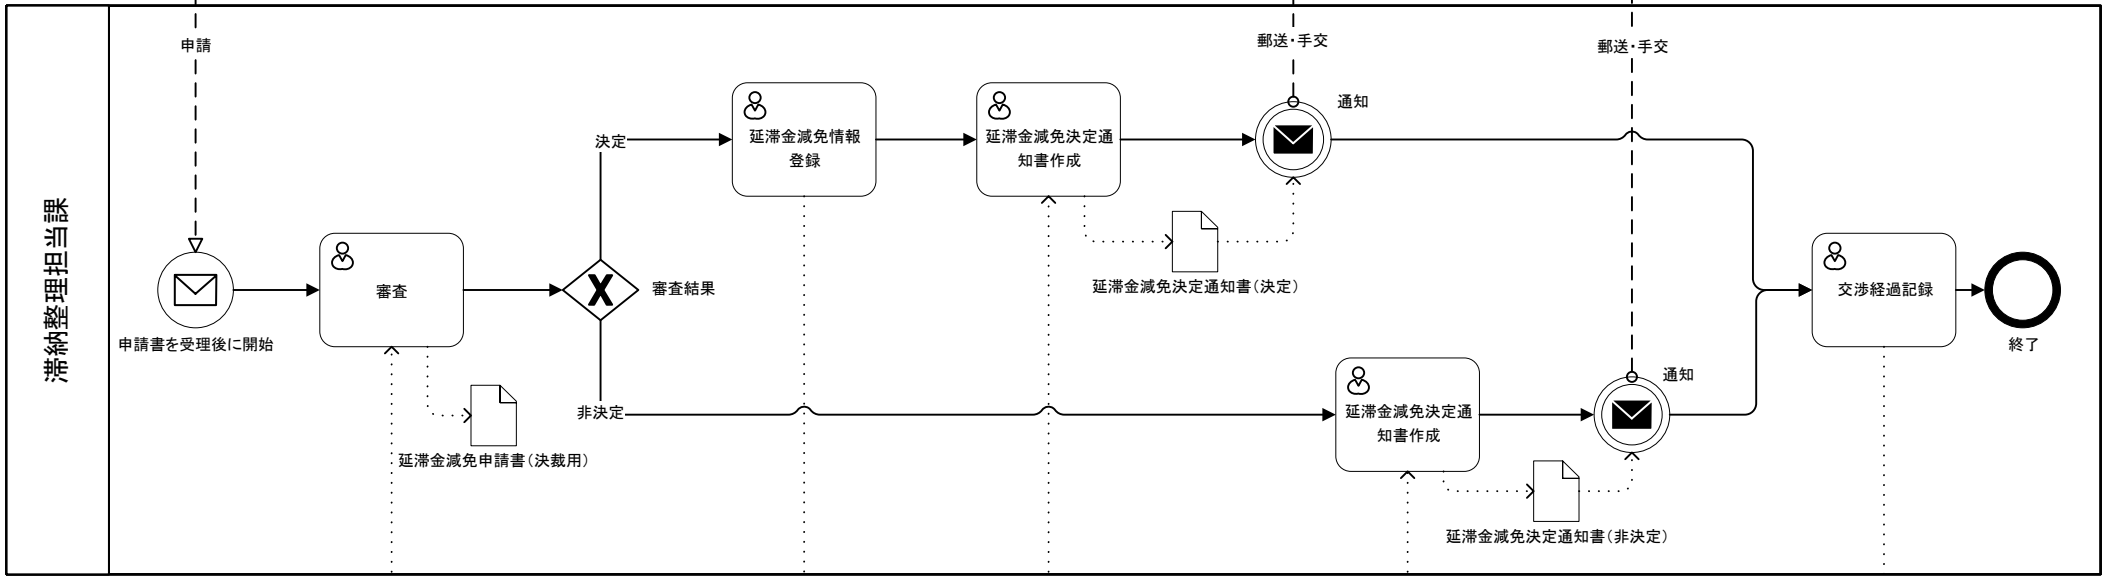 滞納整理担当課
申請
郵送・手交
郵送・手交
通知
決定
延滞金減免情報
登録
延滞金減免決定通
知書作成
審査
審査結果
延滞金減免決定通知書（決定）
交渉経過記録
申請書を受理後に開始
終了
通知
非決定
延滞金減免決定通
知書作成
延滞金減免申請書（決裁用）
延滞金減免決定通知書（非決定）